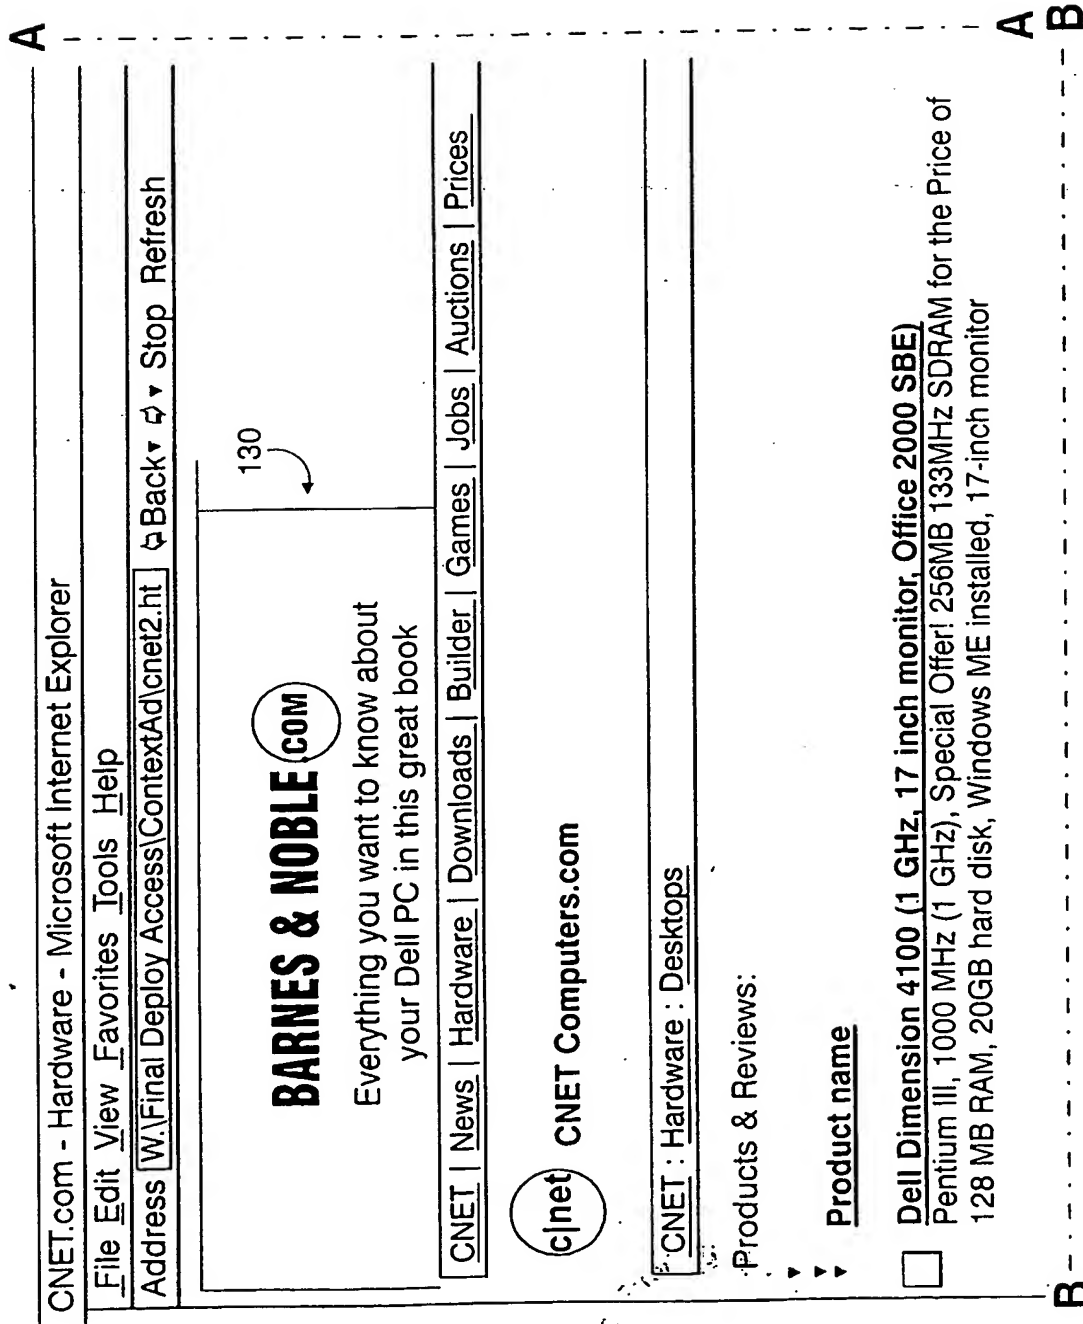 A
CNET.com - Hardware - Microsoft Internet Explorer
File Edit View Favorites Tools Help
Address W.\Final Deploy Access\ContextAd\cnet2.ht Back Stop Refresh
130
BARNES & NOBLE .COM
Everything you want to know about
your Dell PC in this great book
CNET | News | Hardware | Downloads | Builder | Games | Jobs | Auctions | Prices
c|net CNET Computers.com
CNET : Hardware : Desktops
Products & Reviews:
Product name
Dell Dimension 4100 (1 GHz, 17 inch monitor, Office 2000 SBE)
Pentium III, 1000 MHz (1 GHz), Special Offer! 256MB 133MHz SDRAM for the Price of
128 MB RAM, 20GB hard disk, Windows ME installed, 17-inch monitor
A
B
B